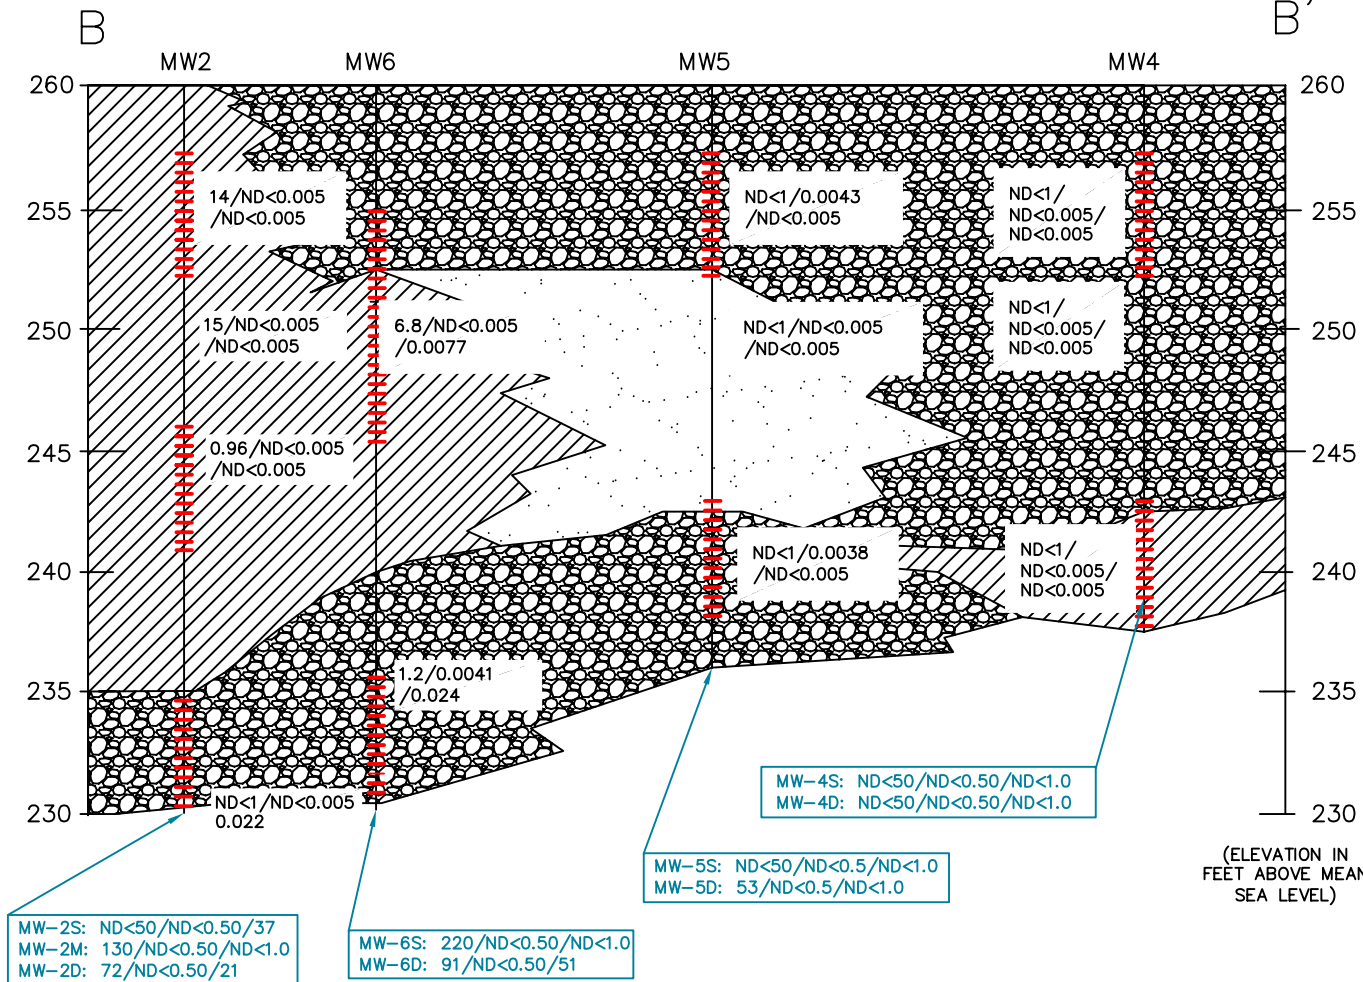 B
B'
MW2
MW6
MW5
MW4
260
260
14/ND<0.005
/ND<0.005
ND<1/0.0043
/ND<0.005
ND<1/
ND<0.005/
ND<0.005
255
255
15/ND<0.005
/ND<0.005
6.8/ND<0.005
/0.0077
ND<1/ND<0.005
/ND<0.005
ND<1/
ND<0.005/
ND<0.005
250
250
0.96/ND<0.005
/ND<0.005
245
245
ND<1/0.0038
/ND<0.005
ND<1/
ND<0.005/
ND<0.005
240
240
1.2/0.0041
/0.024
235
235
ND<1/ND<0.005
0.022
230
230
MW-4S: ND<50/ND<0.50/ND<1.0
MW-4D: ND<50/ND<0.50/ND<1.0
MW-5S: ND<50/ND<0.5/ND<1.0
MW-5D: 53/ND<0.5/ND<1.0
(ELEVATION IN
FEET ABOVE MEAN
SEA LEVEL)
MW-2S: ND<50/ND<0.50/37
MW-2M: 130/ND<0.50/ND<1.0
MW-2D: 72/ND<0.50/21
MW-6S: 220/ND<0.50/ND<1.0
MW-6D: 91/ND<0.50/51